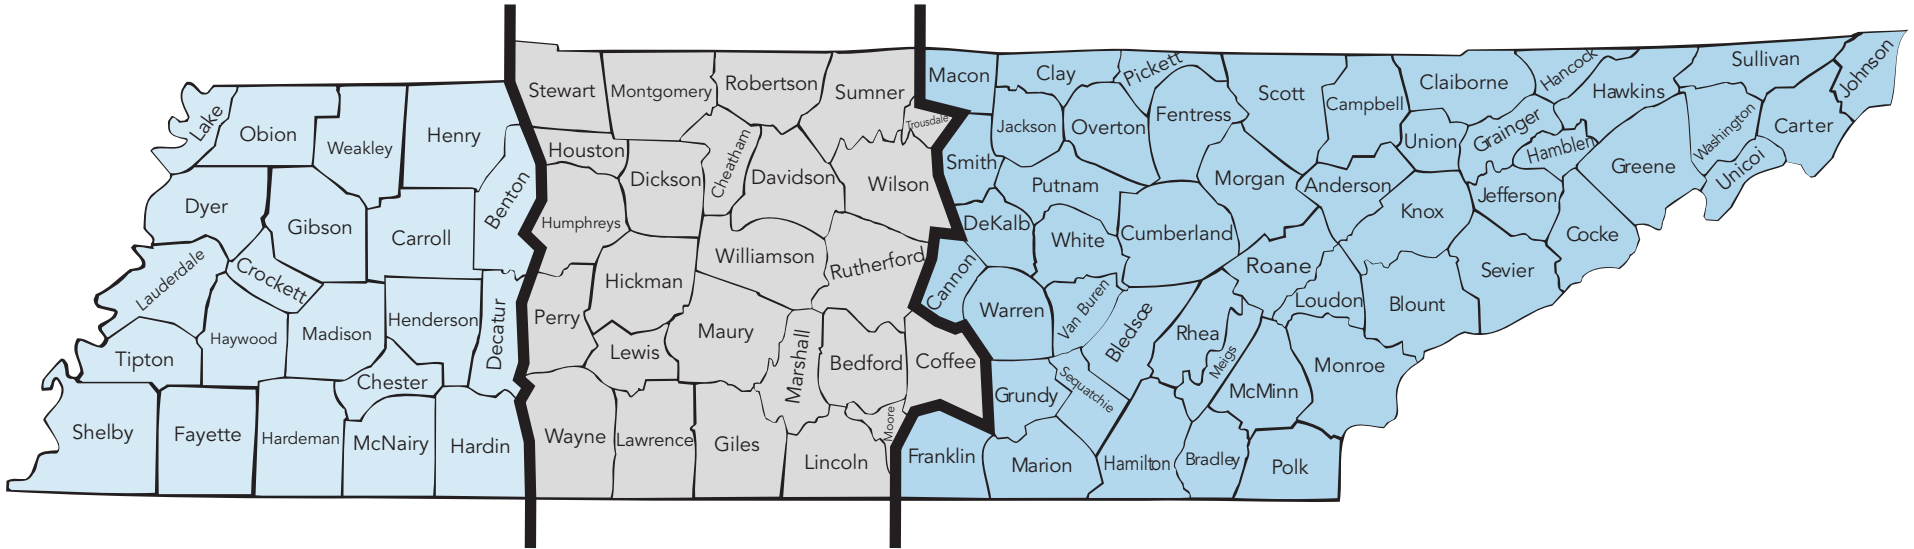 Lake
Obion
Weakley
Henry
Benton
Dyer
Gibson
Carroll
Lauderdale
Crockett
Haywood
Madison
Henderson
Decatur
Tipton
Chester
Shelby
Fayette
Hardeman
McNairy
Hardin
Stewart
Montgomery
Robertson
Sumner
Trousdale
Houston
Dickson
Cheatham
Davidson
Wilson
Humphreys
Hickman
Williamson
Rutherford
Perry
Lewis
Maury
Marshall
Bedford
Coffee
Wayne
Lawrence
Giles
Lincoln
Moore
Macon
Clay
Pickett
Scott
Campbell
Claiborne
Hancock
Hawkins
Sullivan
Johnson
Jackson
Overton
Fentress
Union
Grainger
Hamblen
Washington
Carter
Smith
Putnam
Morgan
Anderson
Knox
Jefferson
Greene
Unicoi
DeKalb
White
Cumberland
Roane
Loudon
Blount
Sevier
Cocke
Cannon
Warren
Van Buren
Bledsoe
Rhea
Meigs
McMinn
Monroe
Grundy
Sequatchie
Franklin
Marion
Hamilton
Bradley
Polk